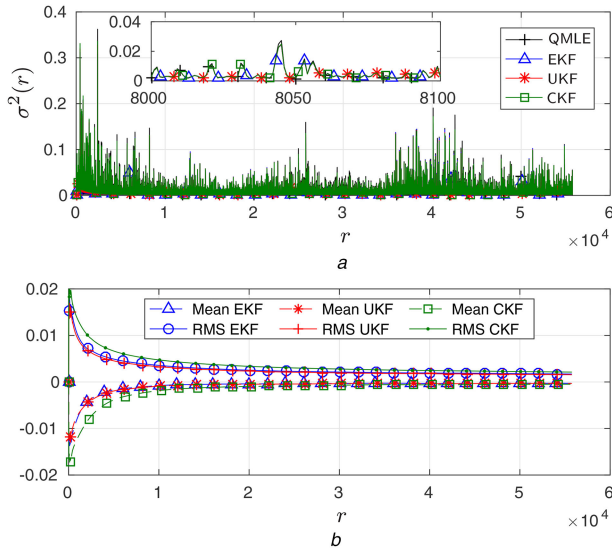 0.4
0.3
0.2
0.1
0
σ²(r)
0.04
0.02
0
8000
8050
8100
QMLE
EKF
UKF
CKF
0 1 2 3 4 5 6
r
×10⁴
a
0.02
0.01
0
-0.01
-0.02
Mean EKF Mean UKF Mean CKF
RMS EKF RMS UKF RMS CKF
0 1 2 3 4 5 6
r
×10⁴
b